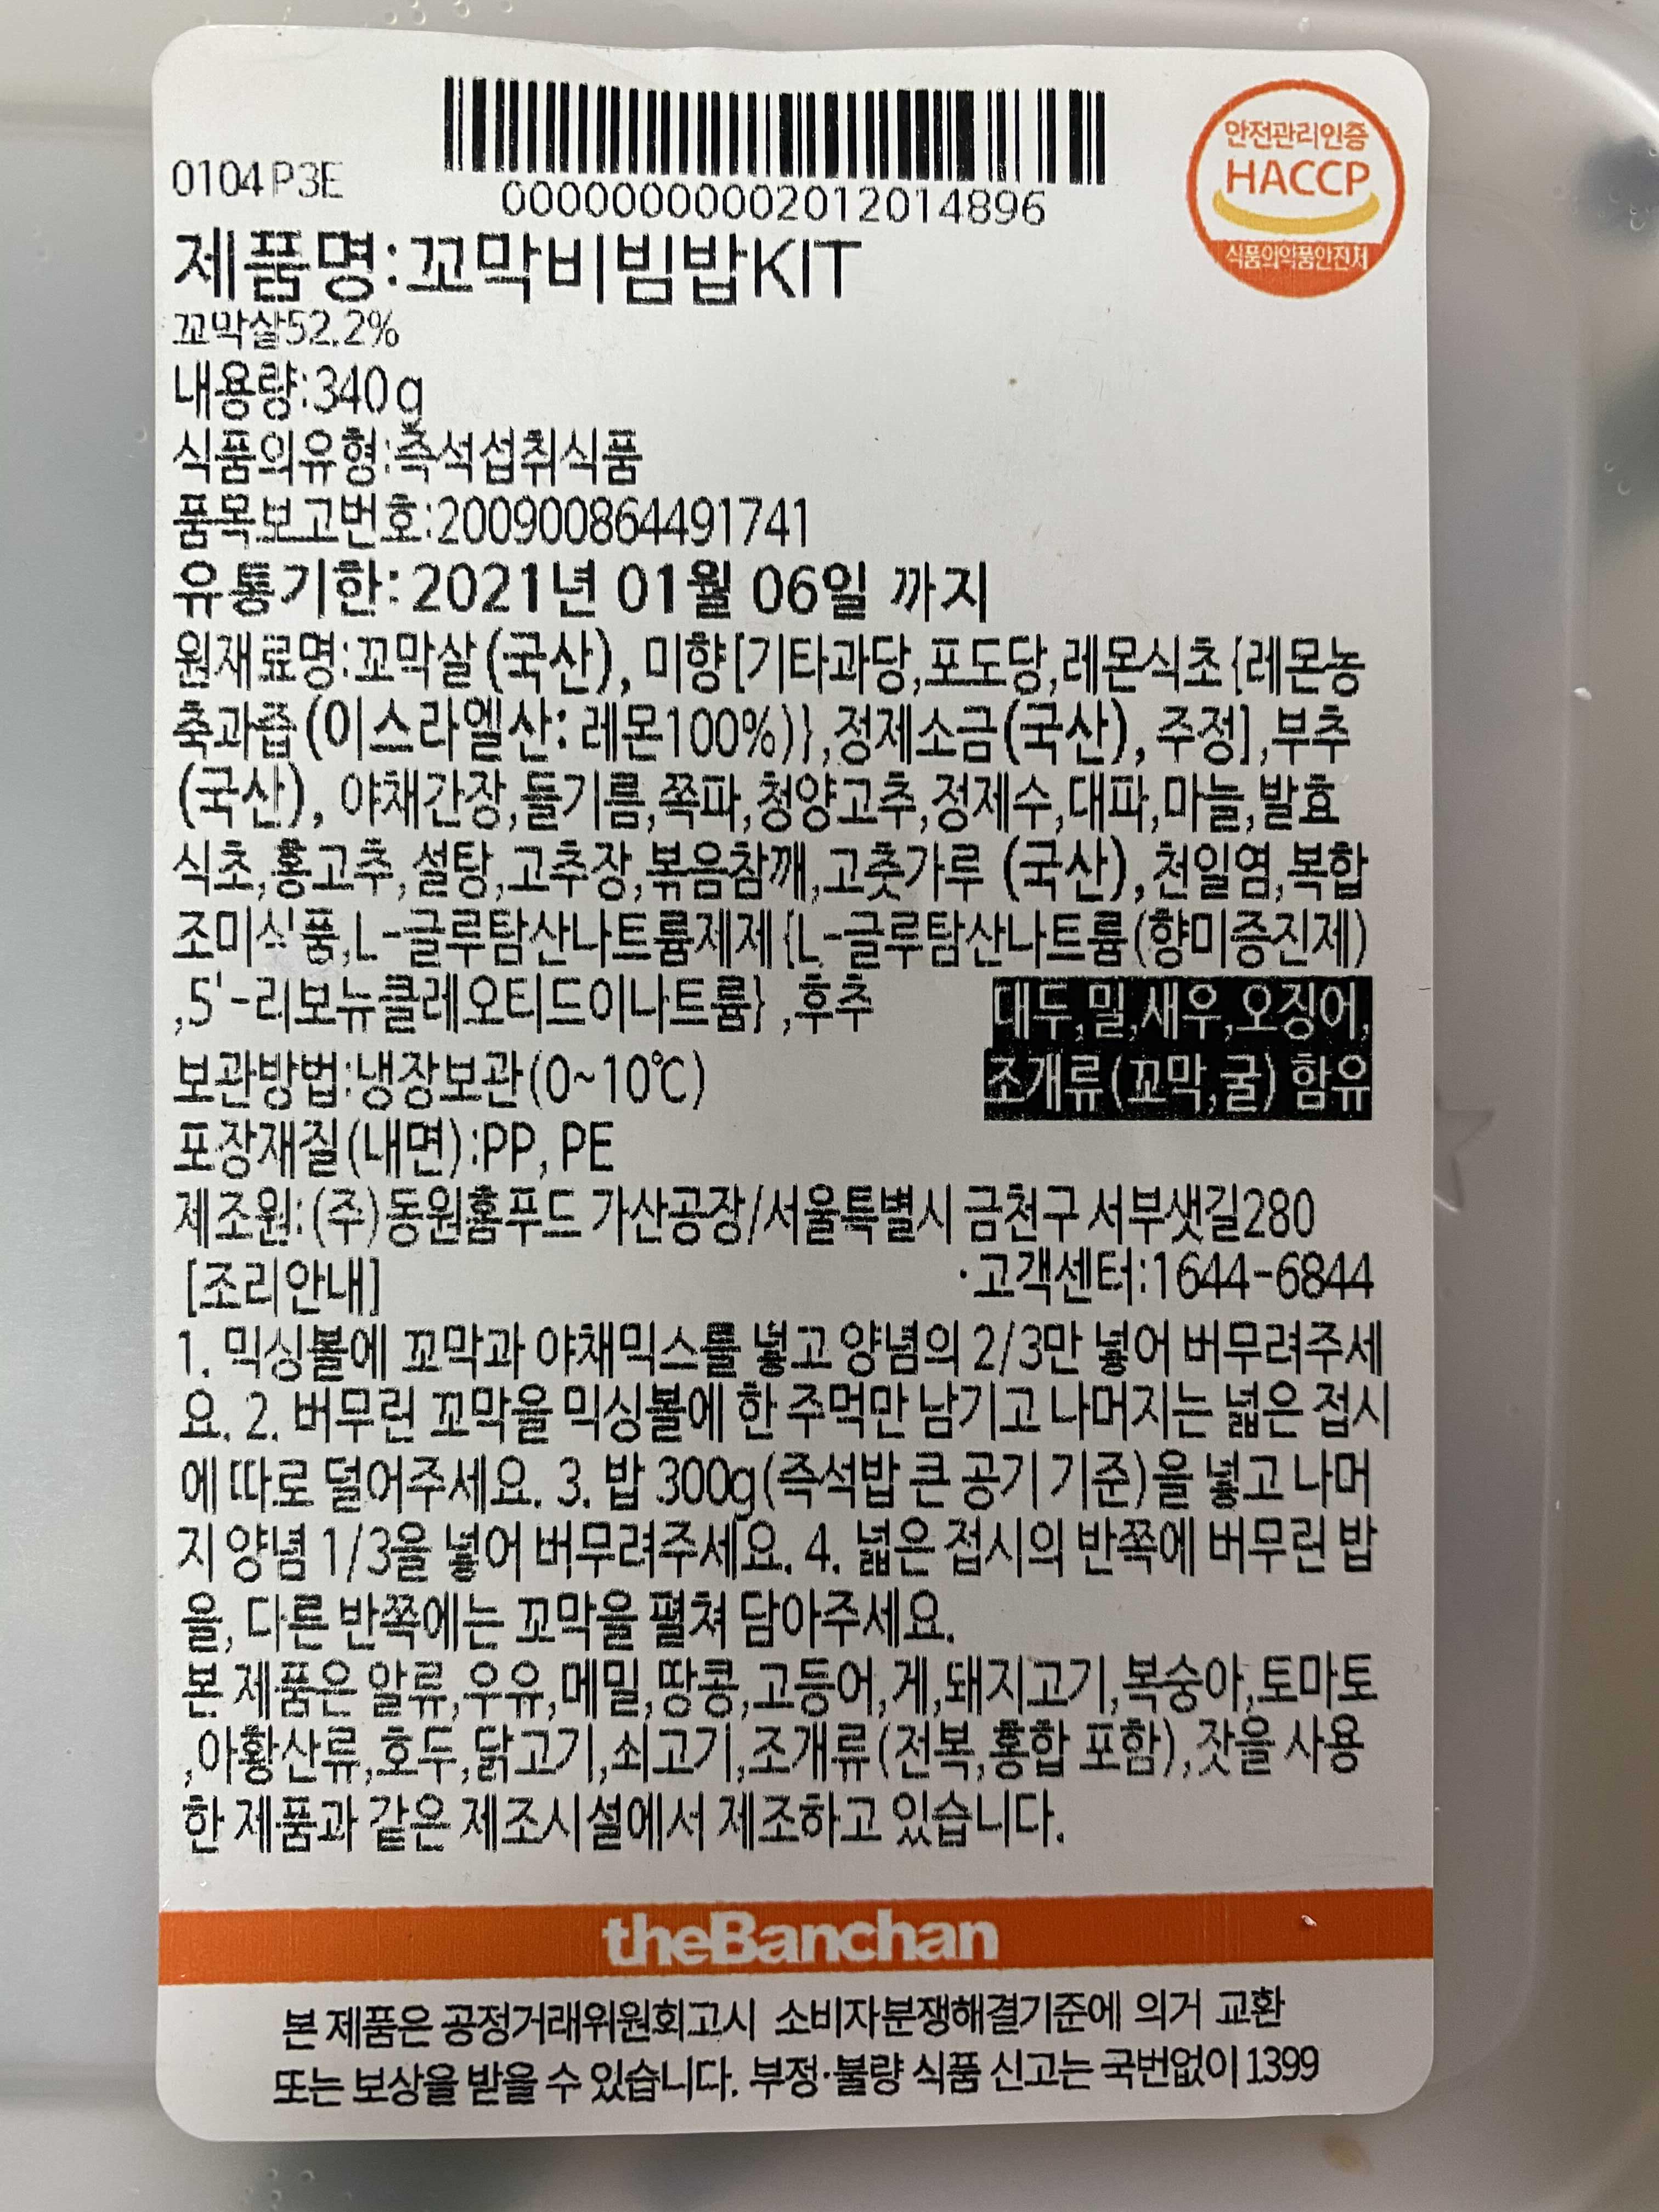 안전관리인증
HACCP
식품의약품안전처
0104 P3E
00000000002012014896
제품명:꼬막비빔밥KIT
꼬막살52.2%
내용량:340g
식품의유형:즉석섭취식품
품목보고번호:200900864491741
유통기한:2021년 01월 06일 까지
원재료명:꼬막살(국산), 미향[기타과당,포도당,레몬식초{레몬농
축과즙(이스라엘산:레몬100%)},정제소금(국산), 주정],부추
(국산), 야채간장,들기름,쪽파,청양고추,정제수,대파,마늘,발효
식초,홍고추,설탕,고추장,볶음참깨,고춧가루 (국산),천일염,복합
조미식품,L-글루탐산나트륨제제{L-글루탐산나트륨(향미증진제)
,5'-리보뉴클레오티드이나트륨} ,후추
대두,밀,새우,오징어,
조개류(꼬막,굴) 함유
보관방법:냉장보관(0~10℃)
포장재질(내면):PP, PE
제조원:(주)동원홈푸드 가산공장/서울특별시 금천구 서부샛길280
[조리안내]
·고객센터:1644-6844
1. 믹싱볼에 꼬막과 야채믹스를 넣고 양념의 2/3만 넣어 버무려주세
요. 2. 버무린 꼬막을 믹싱볼에 한 주먹만 남기고 나머지는 넓은 접시
에 따로 덜어주세요. 3. 밥 300g(즉석밥 큰 공기 기준)을 넣고 나머
지 양념 1/3을 넣어 버무려주세요. 4. 넓은 접시의 반쪽에 버무린 밥
을, 다른 반쪽에는 꼬막을 펼쳐 담아주세요.
본 제품은 알류,우유,메밀,땅콩,고등어,게,돼지고기,복숭아,토마토
,아황산류,호두,닭고기,쇠고기,조개류(전복,홍합 포함),잣을 사용
한 제품과 같은 제조시설에서 제조하고 있습니다.
theBanchan
본 제품은 공정거래위원회고시 소비자분쟁해결기준에 의거 교환
또는 보상을 받을 수 있습니다. 부정·불량 식품 신고는 국번없이 1399